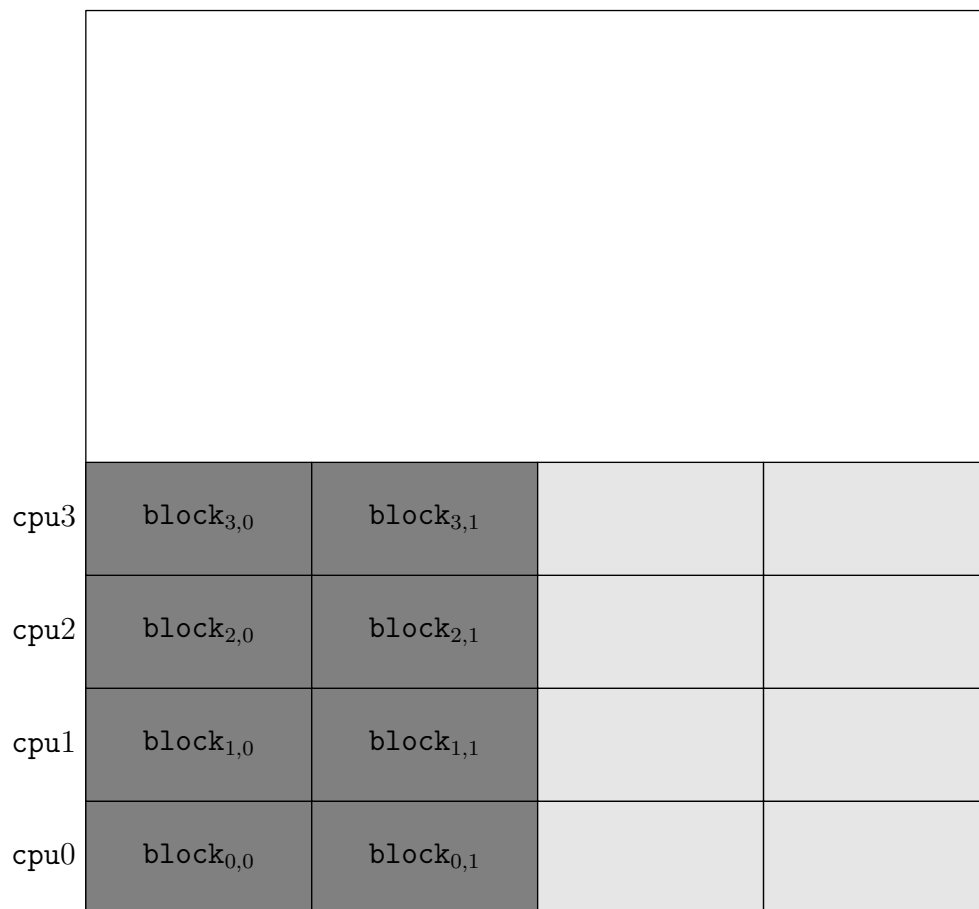 cpu3 block3,0 block3,1
cpu2 block2,0 block2,1
cpu1 block1,0 block1,1
cpu0 block0,0 block0,1